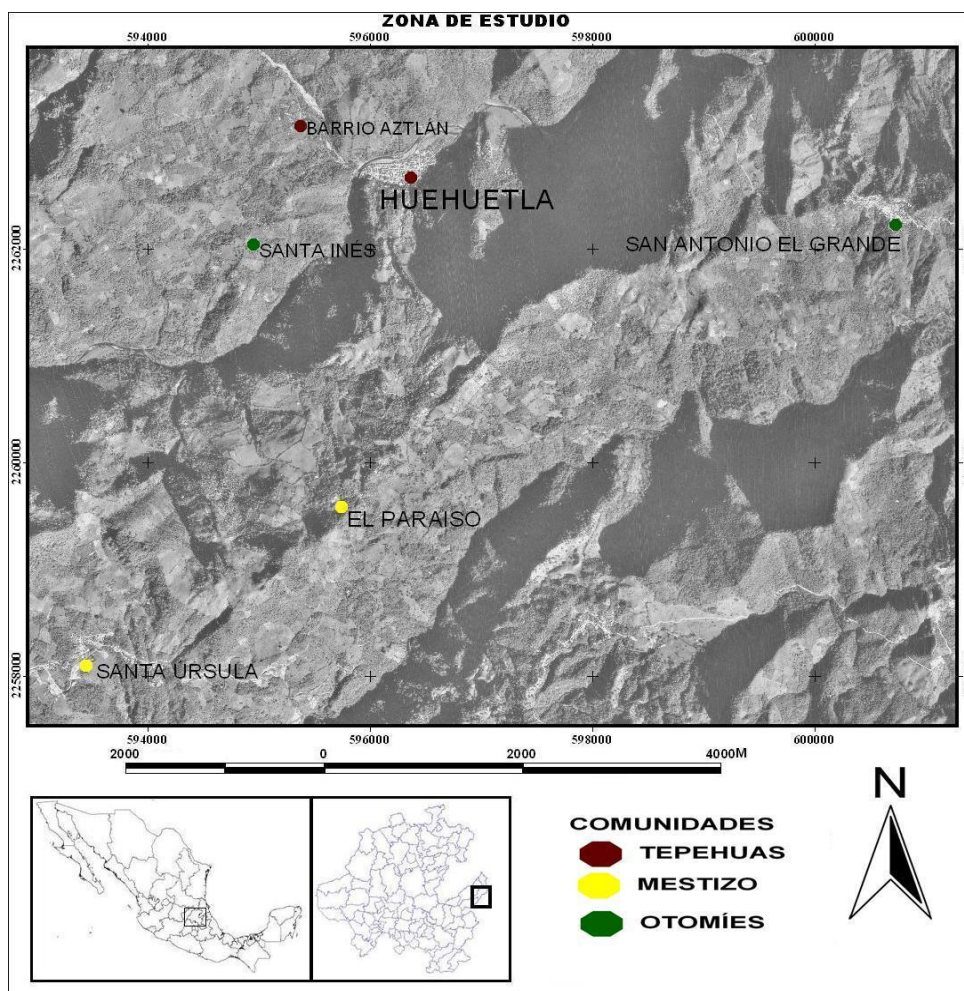 ZONA DE ESTUDIO
594000 596000 598000 600000
BARRIO AZTLÁN
HUEHUETLA
SANTA INÉS
SAN ANTONIO EL GRANDE
2262000
2260000
EL PARAISO
SANTA ÚRSULA
2258000
594000 596000 598000 600000
2000 0 2000 4000M
N
COMUNIDADES
TEPEHUAS
MESTIZO
OTOMÍES